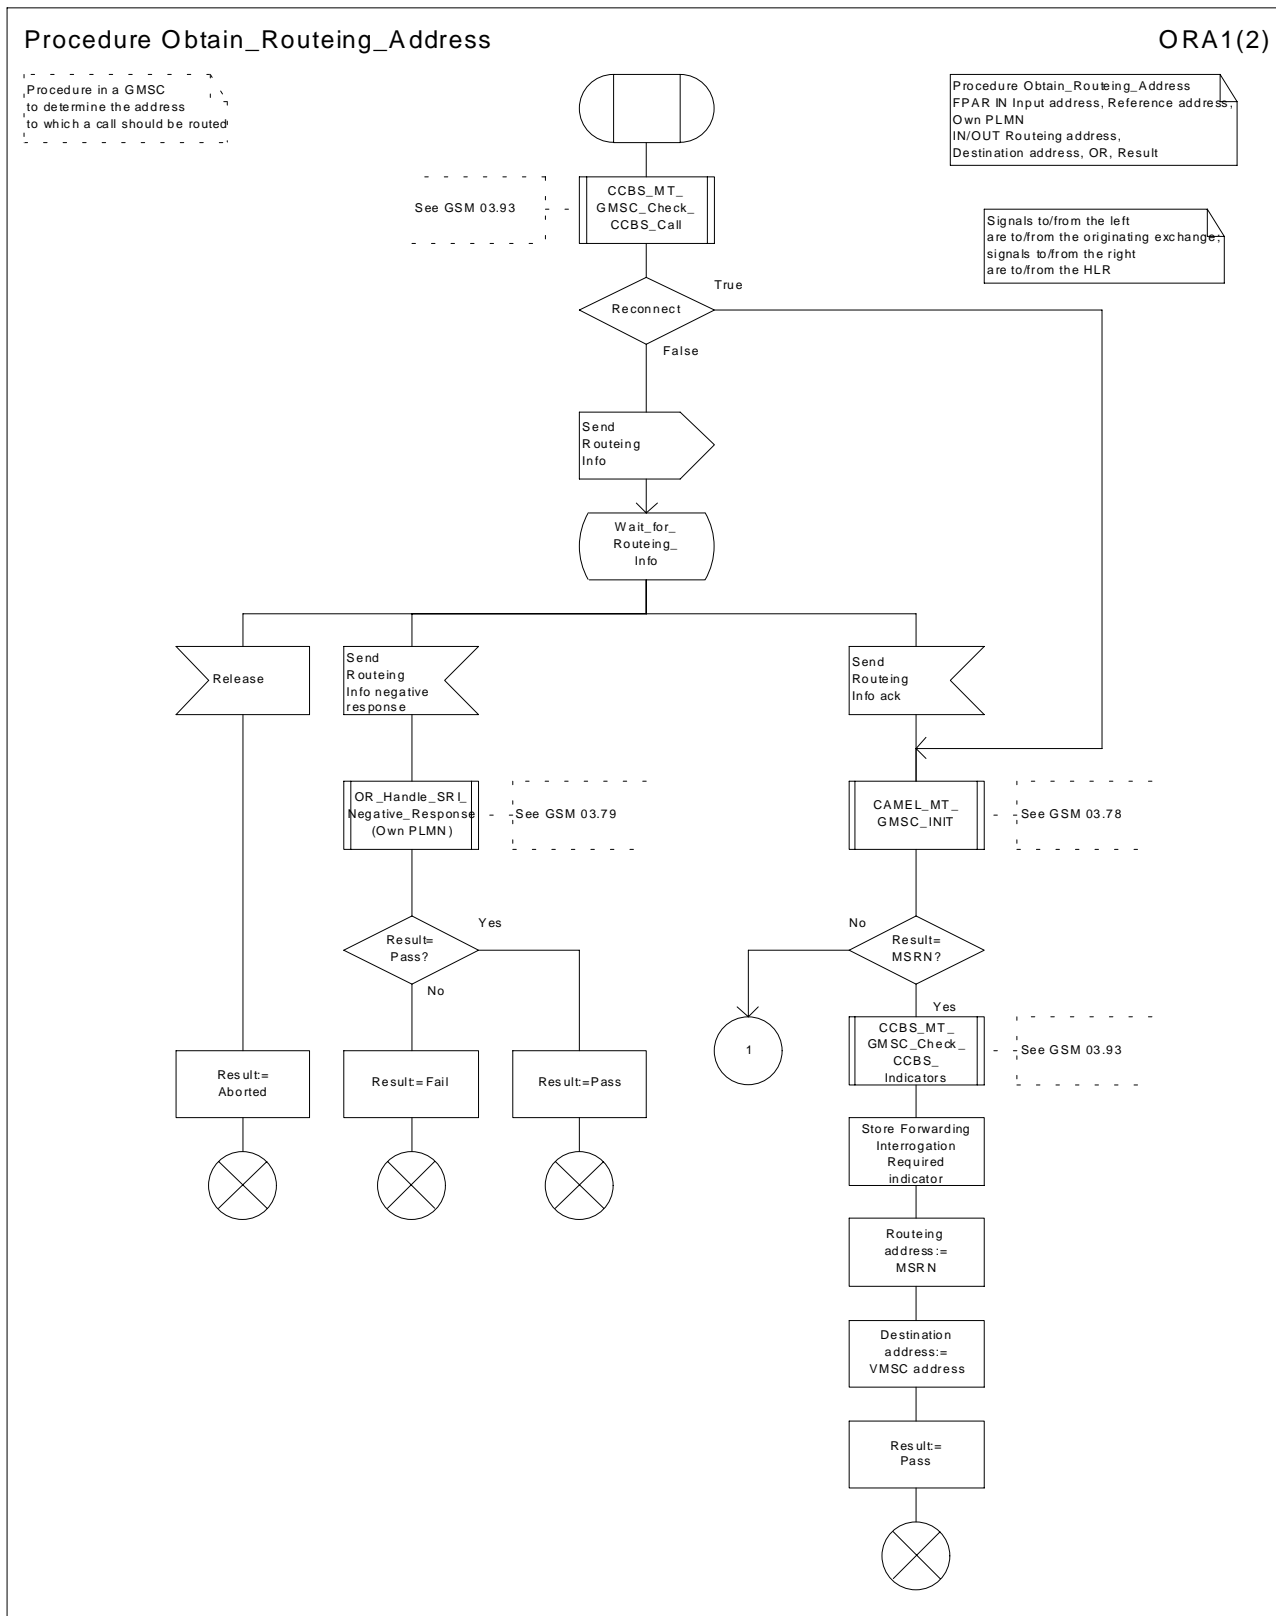 Procedure Obtain_Routeing_Address
ORA1(2)
Procedure in a GMSC
to determine the address
to which a call should be routed
Procedure Obtain_Routeing_Address
FPAR IN Input address, Reference address,
Own PLMN
IN/OUT Routeing address,
Destination address, OR, Result
See GSM 03.93
CCBS_MT_
GMSC_Check_
CCBS_Call
Signals to/from the left
are to/from the originating exchange;
signals to/from the right
are to/from the HLR
True
Reconnect
False
Send
Routeing
Info
Wait_for_
Routeing_
Info
Release
Send
Routeing
Info negative
response
Send
Routeing
Info ack
OR_Handle_SRI_
Negative_Response
(Own PLMN)
See GSM 03.79
CAMEL_MT_
GMSC_INIT
See GSM 03.78
Yes
Result=
Pass?
No
No
Result=
MSRN?
Yes
1
CCBS_MT_
GMSC_Check_
CCBS_
Indicators
See GSM 03.93
Result:=
Aborted
Result:=Fail
Result:=Pass
Store Forwarding
Interrogation
Required
indicator
Routeing
address:=
MSRN
Destination
address:=
VMSC address
Result:=
Pass